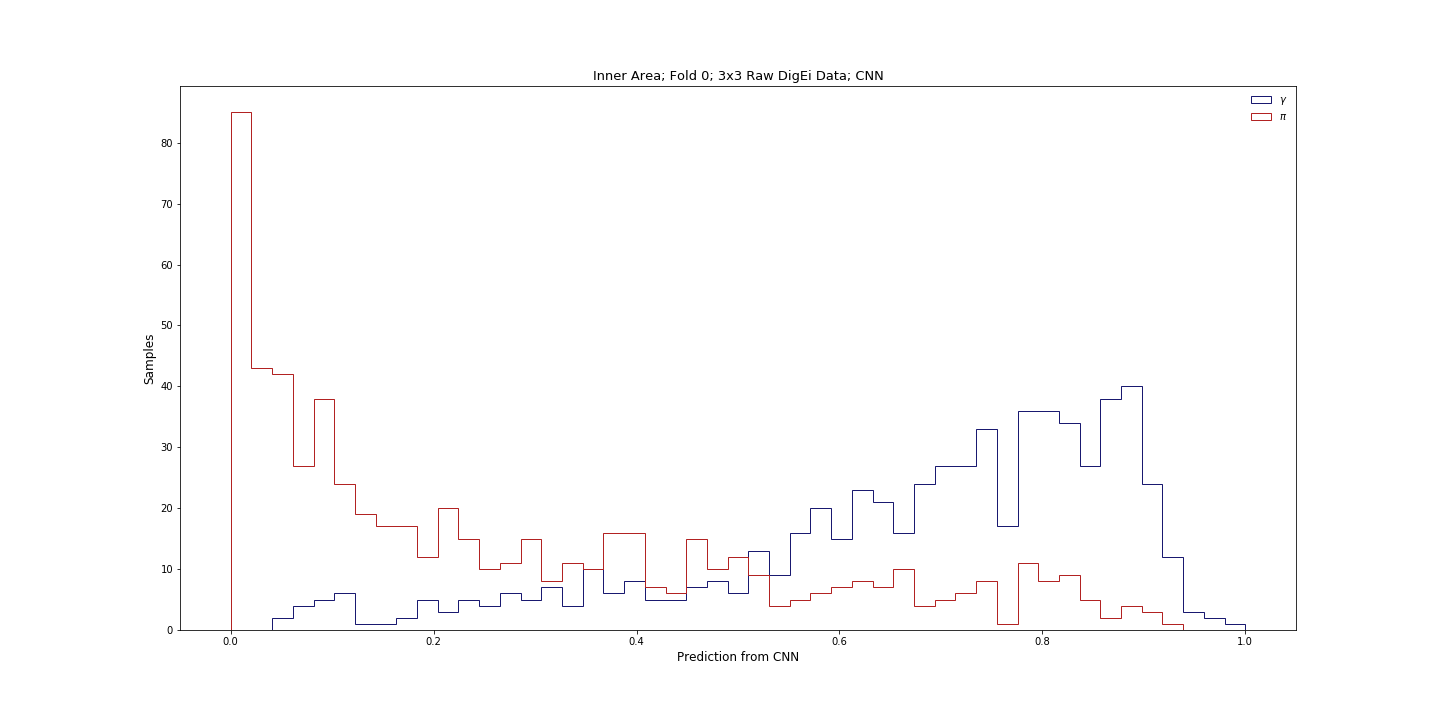 Inner Area; Fold 0; 3x3 Raw DigEi Data; CNN
γ
π
80
70
60
50
40
30
20
10
0
Samples
0.0 0.2 0.4 0.6 0.8 1.0
Prediction from CNN